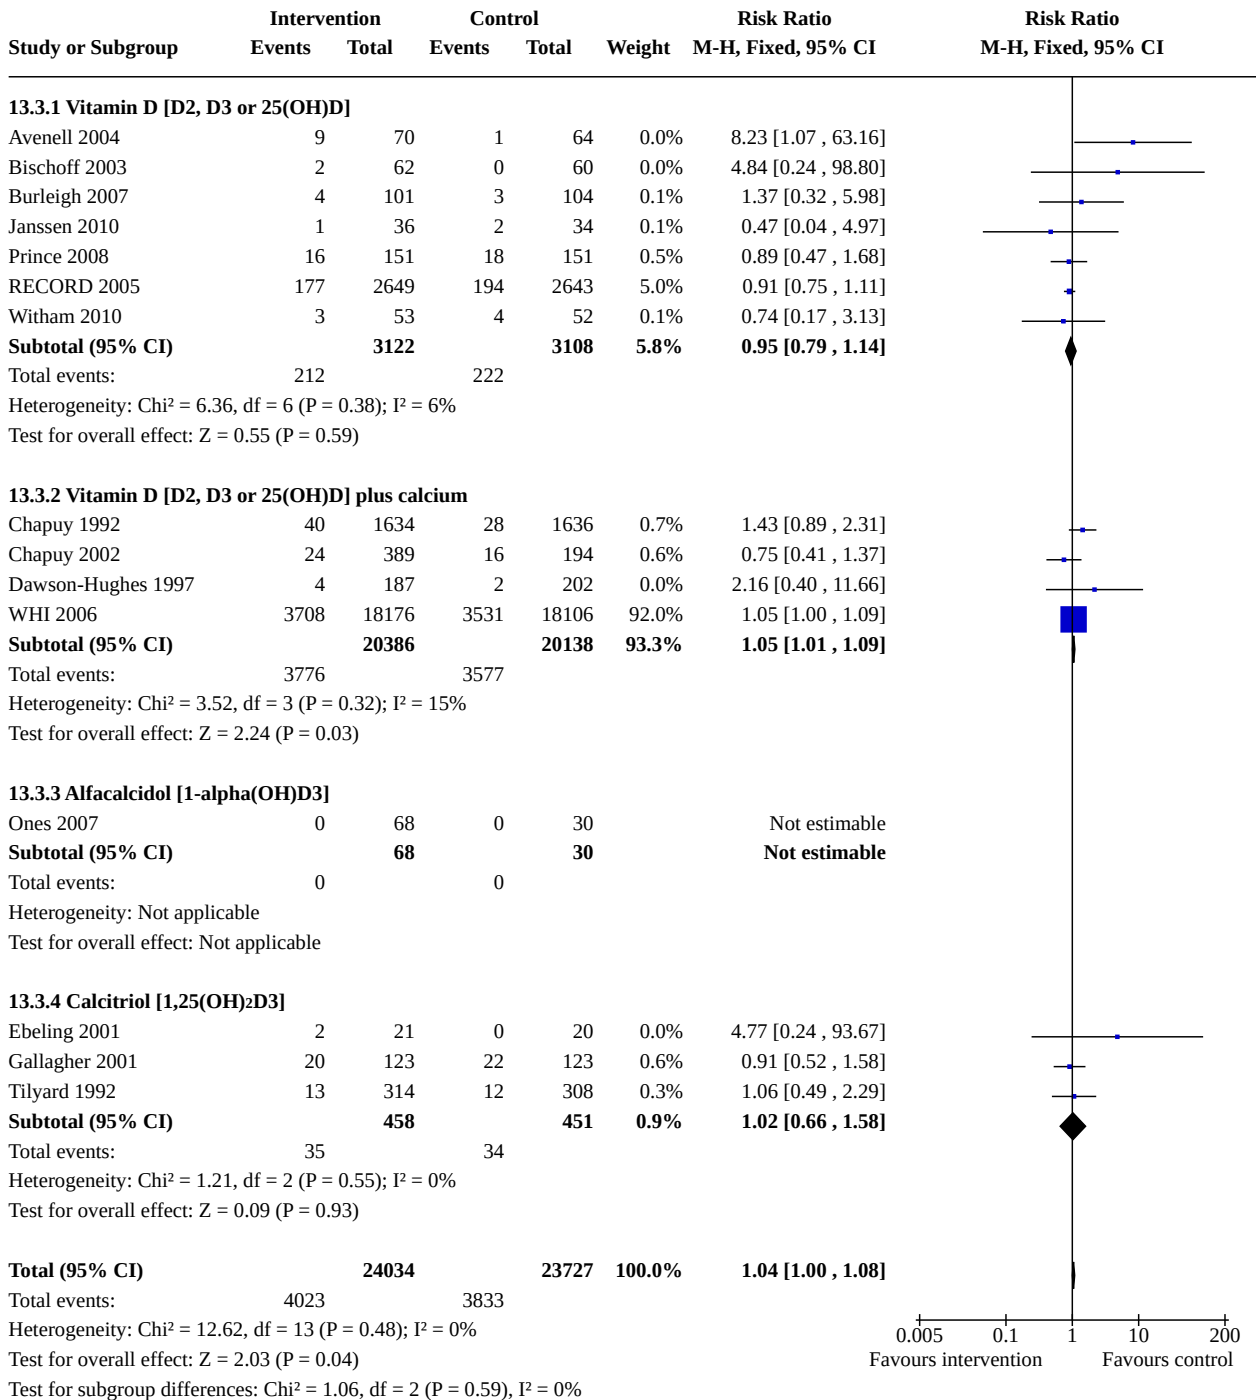 Intervention Control Risk Ratio Risk Ratio
Study or Subgroup Events Total Events Total Weight M-H, Fixed, 95% CI M-H, Fixed, 95% CI
13.3.1 Vitamin D [D2, D3 or 25(OH)D]
Avenell 2004 9 70 1 64 0.0% 8.23 [1.07 , 63.16]
Bischoff 2003 2 62 0 60 0.0% 4.84 [0.24 , 98.80]
Burleigh 2007 4 101 3 104 0.1% 1.37 [0.32 , 5.98]
Janssen 2010 1 36 2 34 0.1% 0.47 [0.04 , 4.97]
Prince 2008 16 151 18 151 0.5% 0.89 [0.47 , 1.68]
RECORD 2005 177 2649 194 2643 5.0% 0.91 [0.75 , 1.11]
Witham 2010 3 53 4 52 0.1% 0.74 [0.17 , 3.13]
Subtotal (95% CI) 3122 3108 5.8% 0.95 [0.79 , 1.14]
Total events: 212 222
Heterogeneity: Chi² = 6.36, df = 6 (P = 0.38); I² = 6%
Test for overall effect: Z = 0.55 (P = 0.59)
13.3.2 Vitamin D [D2, D3 or 25(OH)D] plus calcium
Chapuy 1992 40 1634 28 1636 0.7% 1.43 [0.89 , 2.31]
Chapuy 2002 24 389 16 194 0.6% 0.75 [0.41 , 1.37]
Dawson-Hughes 1997 4 187 2 202 0.0% 2.16 [0.40 , 11.66]
WHI 2006 3708 18176 3531 18106 92.0% 1.05 [1.00 , 1.09]
Subtotal (95% CI) 20386 20138 93.3% 1.05 [1.01 , 1.09]
Total events: 3776 3577
Heterogeneity: Chi² = 3.52, df = 3 (P = 0.32); I² = 15%
Test for overall effect: Z = 2.24 (P = 0.03)
13.3.3 Alfacalcidol [1-alpha(OH)D3]
Ones 2007 0 68 0 30 Not estimable
Subtotal (95% CI) 68 30 Not estimable
Total events: 0 0
Heterogeneity: Not applicable
Test for overall effect: Not applicable
13.3.4 Calcitriol [1,25(OH)₂D3]
Ebeling 2001 2 21 0 20 0.0% 4.77 [0.24 , 93.67]
Gallagher 2001 20 123 22 123 0.6% 0.91 [0.52 , 1.58]
Tilyard 1992 13 314 12 308 0.3% 1.06 [0.49 , 2.29]
Subtotal (95% CI) 458 451 0.9% 1.02 [0.66 , 1.58]
Total events: 35 34
Heterogeneity: Chi² = 1.21, df = 2 (P = 0.55); I² = 0%
Test for overall effect: Z = 0.09 (P = 0.93)
Total (95% CI) 24034 23727 100.0% 1.04 [1.00 , 1.08]
Total events: 4023 3833
Heterogeneity: Chi² = 12.62, df = 13 (P = 0.48); I² = 0%
0.005 0.1 1 10 200
Test for overall effect: Z = 2.03 (P = 0.04) Favours intervention Favours control
Test for subgroup differences: Chi² = 1.06, df = 2 (P = 0.59), I² = 0%